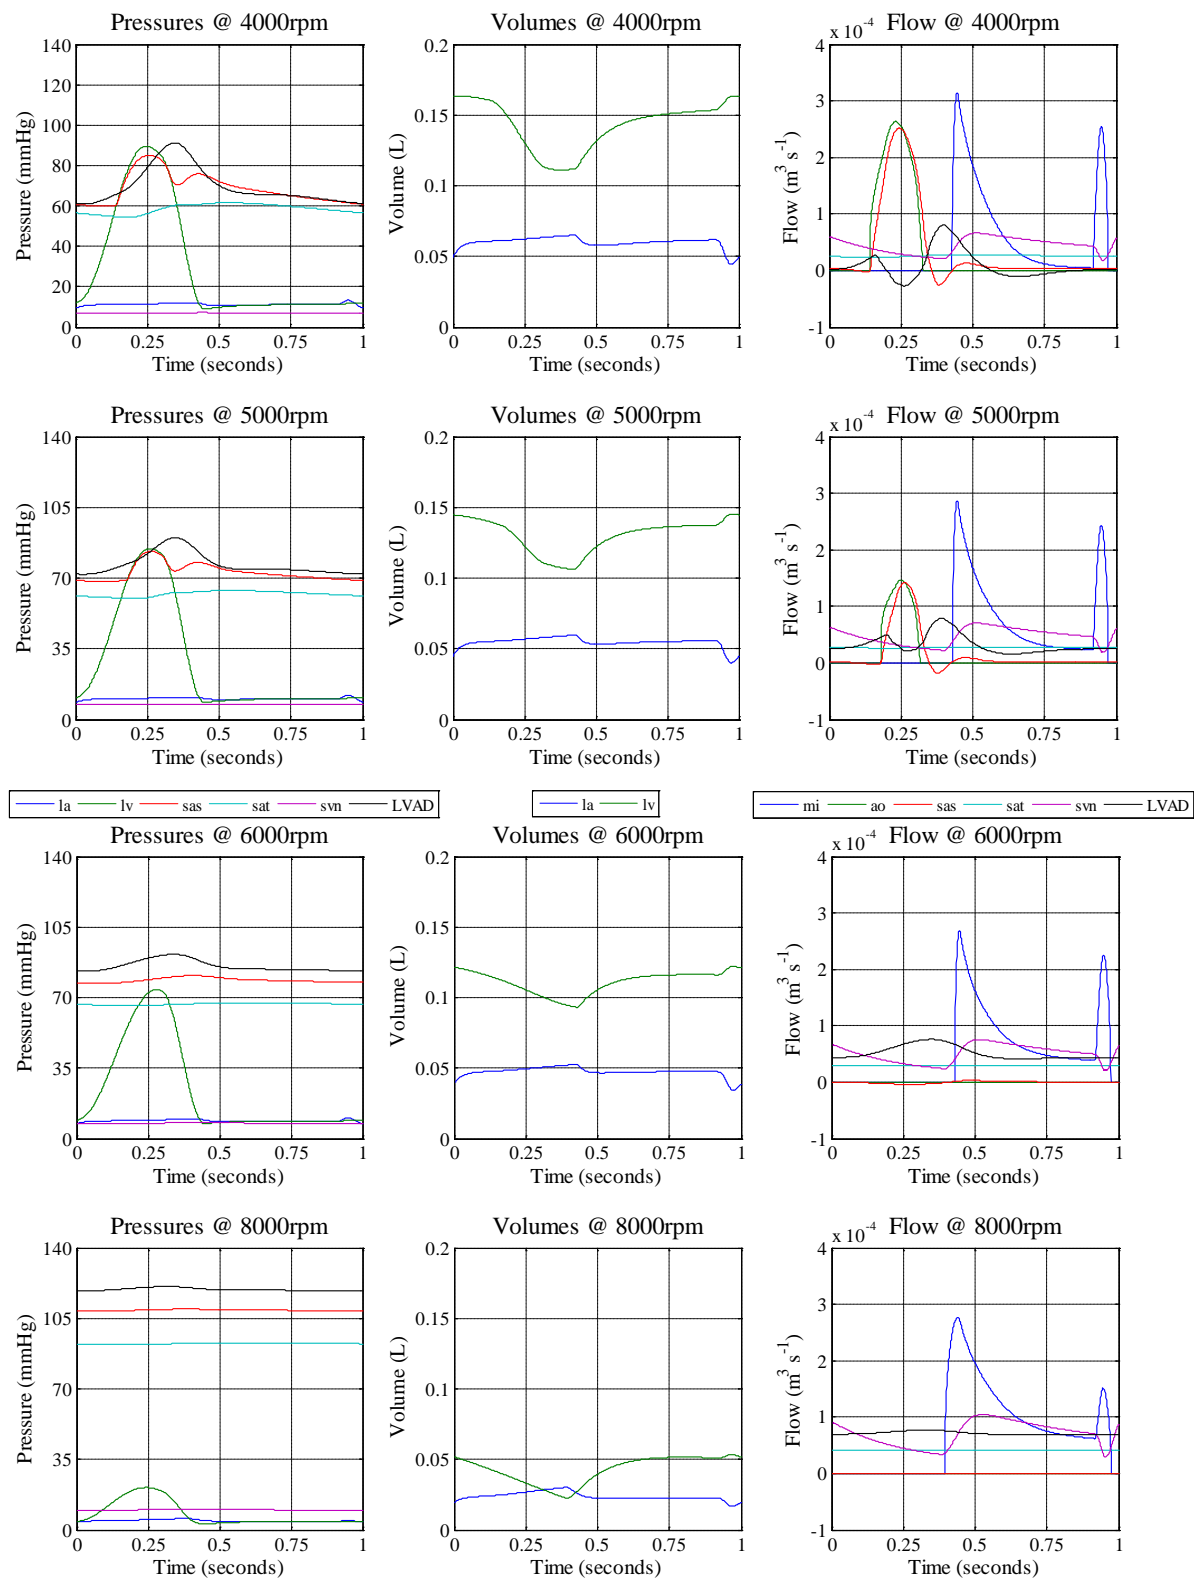 Pressures @ 4000rpm
Volumes @ 4000rpm
x 10⁻⁴ Flow @ 4000rpm
140
120
100
80
60
40
20
0
Pressure (mmHg)
0 0.25 0.5 0.75 1
Time (seconds)
0.2
0.15
0.1
0.05
0
Volume (L)
0 0.25 0.5 0.75 1
Time (seconds)
4
3
2
1
0
-1
Flow (m³ s⁻¹)
0 0.25 0.5 0.75 1
Time (seconds)
Pressures @ 5000rpm
Volumes @ 5000rpm
x 10⁻⁴ Flow @ 5000rpm
140
105
70
35
0
Pressure (mmHg)
0 0.25 0.5 0.75 1
Time (seconds)
0.2
0.15
0.1
0.05
0
Volume (L)
0 0.25 0.5 0.75 1
Time (seconds)
4
3
2
1
0
-1
Flow (m³ s⁻¹)
0 0.25 0.5 0.75 1
Time (seconds)
la lv sas sat svn LVAD
la lv
mi ao sas sat svn LVAD
Pressures @ 6000rpm
Volumes @ 6000rpm
x 10⁻⁴ Flow @ 6000rpm
140
105
70
35
0
Pressure (mmHg)
0 0.25 0.5 0.75 1
Time (seconds)
0.2
0.15
0.1
0.05
0
Volume (L)
0 0.25 0.5 0.75 1
Time (seconds)
4
3
2
1
0
-1
Flow (m³ s⁻¹)
0 0.25 0.5 0.75 1
Time (seconds)
Pressures @ 8000rpm
Volumes @ 8000rpm
x 10⁻⁴ Flow @ 8000rpm
140
105
70
35
0
Pressure (mmHg)
0 0.25 0.5 0.75 1
Time (seconds)
0.2
0.15
0.1
0.05
0
Volume (L)
0 0.25 0.5 0.75 1
Time (seconds)
4
3
2
1
0
-1
Flow (m³ s⁻¹)
0 0.25 0.5 0.75 1
Time (seconds)